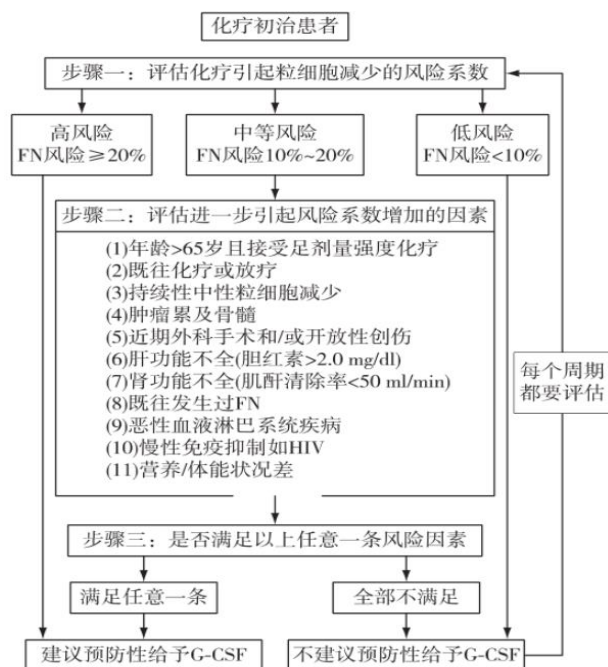 化疗初治患者
步骤一：评估化疗引起粒细胞减少的风险系数
高风险
FN风险≥20%
中等风险
FN风险10%~20%
低风险
FN风险<10%
步骤二：评估进一步引起风险系数增加的因素
(1)年龄>65岁且接受足剂量强度化疗
(2)既往化疗或放疗
(3)持续性中性粒细胞减少
(4)肿瘤累及骨髓
(5)近期外科手术和/或开放性创伤
(6)肝功能不全(胆红素>2.0 mg/dl)
(7)肾功能不全(肌酐清除率<50 ml/min)
(8)既往发生过FN
(9)恶性血液淋巴系统疾病
(10)慢性免疫抑制如HIV
(11)营养/体能状况差
每个周期
都要评估
步骤三：是否满足以上任意一条风险因素
满足任意一条
全部不满足
建议预防性给予G-CSF
不建议预防性给予G-CSF